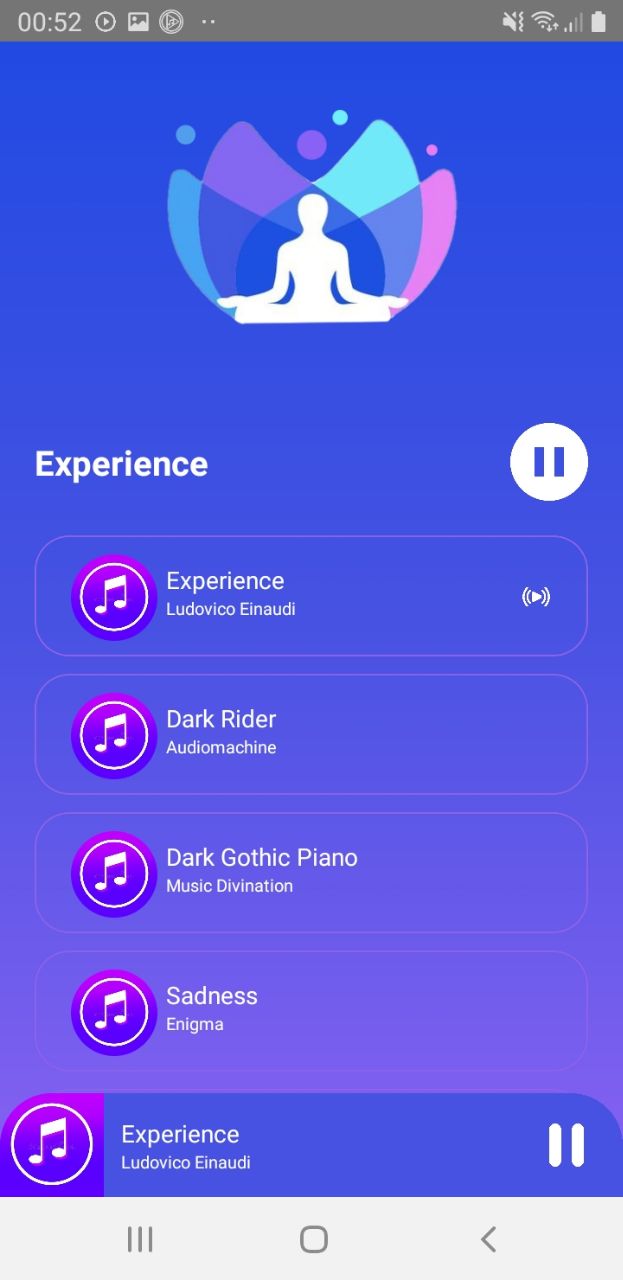 00:52
Experience
Experience
Ludovico Einaudi
Dark Rider
Audiomachine
Dark Gothic Piano
Music Divination
Sadness
Enigma
Experience
Ludovico Einaudi